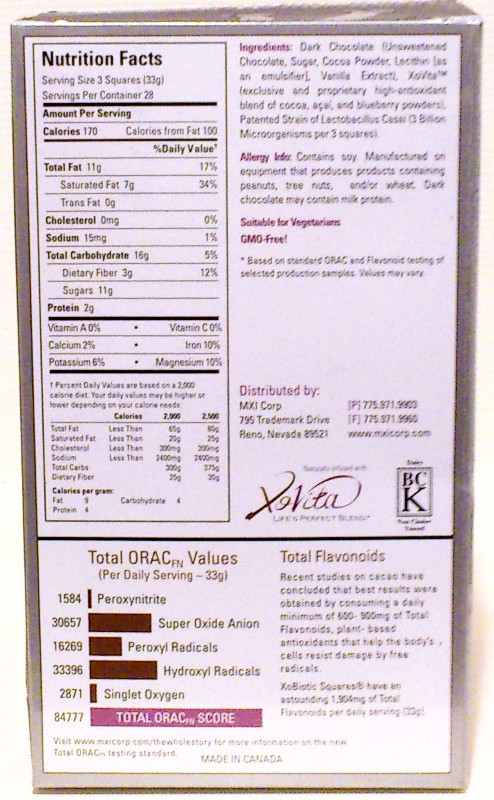 Nutrition Facts
Serving Size 3 Squares (33g)
Servings Per Container 28
Amount Per Serving
Calories 170 Calories from Fat 100
%Daily Value†
Total Fat 11g 17%
Saturated Fat 7g 34%
Trans Fat 0g
Cholesterol 0mg 0%
Sodium 15mg 1%
Total Carbohydrate 16g 5%
Dietary Fiber 3g 12%
Sugars 11g
Protein 2g
Vitamin A 0% • Vitamin C 0%
Calcium 2% • Iron 10%
Potassium 6% • Magnesium 10%
† Percent Daily Values are based on a 2,000
calorie diet. Your daily values may be higher or
lower depending on your calorie needs:
Calories 2,000 2,500
Total Fat Less Than 65g 80g
Saturated Fat Less Than 20g 25g
Cholesterol Less Than 300mg 300mg
Sodium Less Than 2400mg 2400mg
Total Carbs 300g 375g
Dietary Fiber 25g 30g
Calories per gram:
Fat 9 Carbohydrate 4
Protein 4
Ingredients: Dark Chocolate (Unsweetened
Chocolate, Sugar, Cocoa Powder, Lecithin [as
an emulsifier], Vanilla Extract), XoVita™
(exclusive and proprietary high-antioxidant
blend of cocoa, açai, and blueberry powders),
Patented Strain of Lactobacillus Casei (3 Billion
Microorganisms per 3 squares).
Allergy Info: Contains soy. Manufactured on
equipment that produces products containing
peanuts, tree nuts, and/or wheat. Dark
chocolate may contain milk protein.
Suitable for Vegetarians
GMO-Free!
* Based on standard ORAC and Flavonoid testing of
selected production samples. Values may vary.
Distributed by:
MXI Corp [P] 775.971.9903
795 Trademark Drive [F] 775.971.9960
Reno, Nevada 89521 www.mxicorp.com
Naturally infused with
XoVita
LIFE'S PERFECT BLEND
Dairy
BC
K
Total ORACFN Values
(Per Daily Serving – 33g)
1584 Peroxynitrite
30657 Super Oxide Anion
16269 Peroxyl Radicals
33396 Hydroxyl Radicals
2871 Singlet Oxygen
84777 TOTAL ORACFN SCORE
Total Flavonoids
Recent studies on cacao have
concluded that best results were
obtained by consuming a daily
minimum of 600- 900mg of Total
Flavonoids, plant- based
antioxidants that help the body's
cells resist damage by free
radicals.
XoBiotic Squares® have an
astounding 1,904mg of Total
Flavonoids per daily serving (33g)
Visit www.mxicorp.com/thewholestory for more information on the new
Total ORACFN testing standard.
MADE IN CANADA